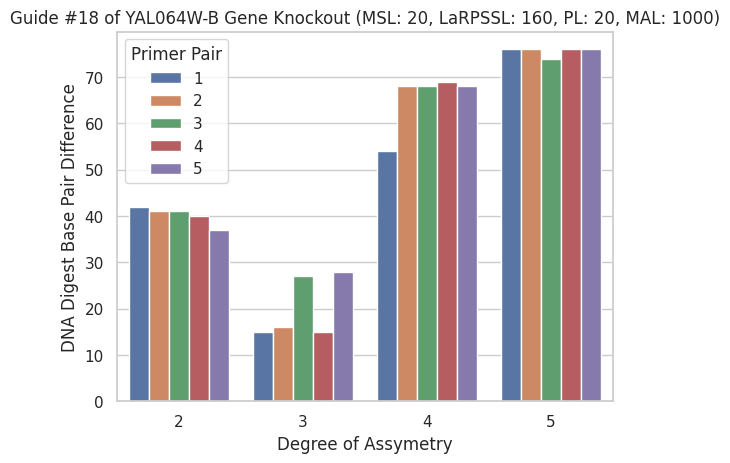 Guide #18 of YAL064W-B Gene Knockout (MSL: 20, LaRPSSL: 160, PL: 20, MAL: 1000)
Primer Pair
1
2
3
4
5
DNA Digest Base Pair Difference
70
60
50
40
30
20
10
0
2 3 4 5
Degree of Assymetry